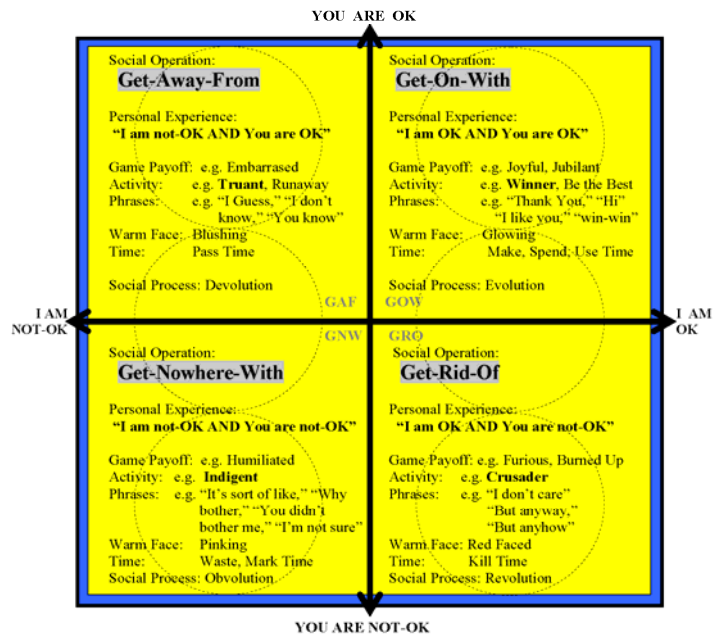 YOU ARE OK
Social Operation:
Get-Away-From
Personal Experience:
“I am not-OK AND You are OK”
Game Payoff: e.g. Embarrased
Activity: e.g. Truant, Runaway
Phrases: e.g. “I Guess,” “I don’t
know,” “You know”
Warm Face: Blushing
Time: Pass Time
Social Process: Devolution
GAF
Social Operation:
Get-On-With
Personal Experience:
“I am OK AND You are OK”
Game Payoff: e.g. Joyful, Jubilant
Activity: e.g. Winner, Be the Best
Phrases: e.g. “Thank You,” “Hi”
“I like you,” “win-win”
Warm Face: Glowing
Time: Make, Spend, Use Time
Social Process: Evolution
GOW
I AM
NOT-OK
I AM
OK
GNW
Social Operation:
Get-Nowhere-With
Personal Experience:
“I am not-OK AND You are not-OK”
Game Payoff: e.g. Humiliated
Activity: e.g. Indigent
Phrases: e.g. “It’s sort of like,” “Why
bother,” “You didn’t
bother me,” “I’m not sure”
Warm Face: Pinking
Time: Waste, Mark Time
Social Process: Obvolution
GRO
Social Operation:
Get-Rid-Of
Personal Experience:
“I am OK AND You are not-OK”
Game Payoff: e.g. Furious, Burned Up
Activity: e.g. Crusader
Phrases: e.g. “I don’t care”
“But anyway,”
“But anyhow”
Warm Face: Red Faced
Time: Kill Time
Social Process: Revolution
YOU ARE NOT-OK